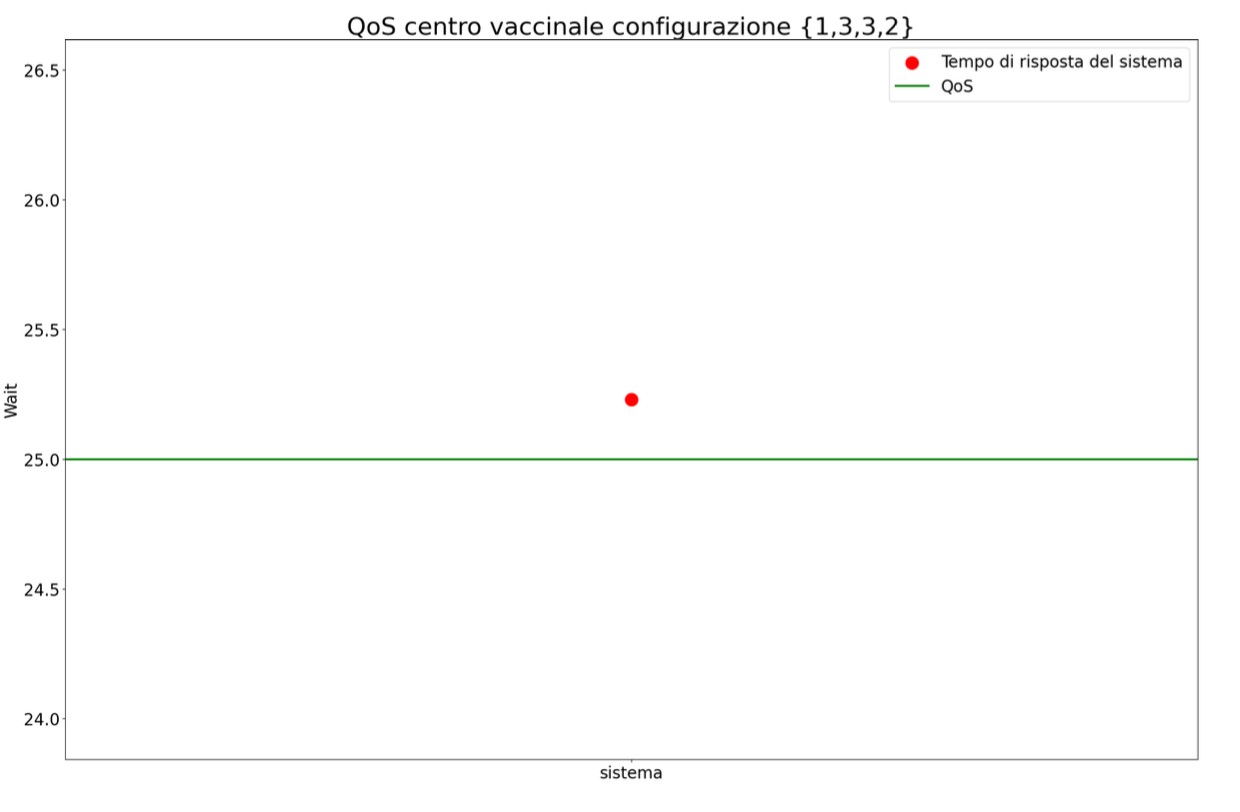 QoS centro vaccinale configurazione {1,3,3,2}
Tempo di risposta del sistema
QoS
26.5
26.0
25.5
25.0
24.5
24.0
Wait
sistema